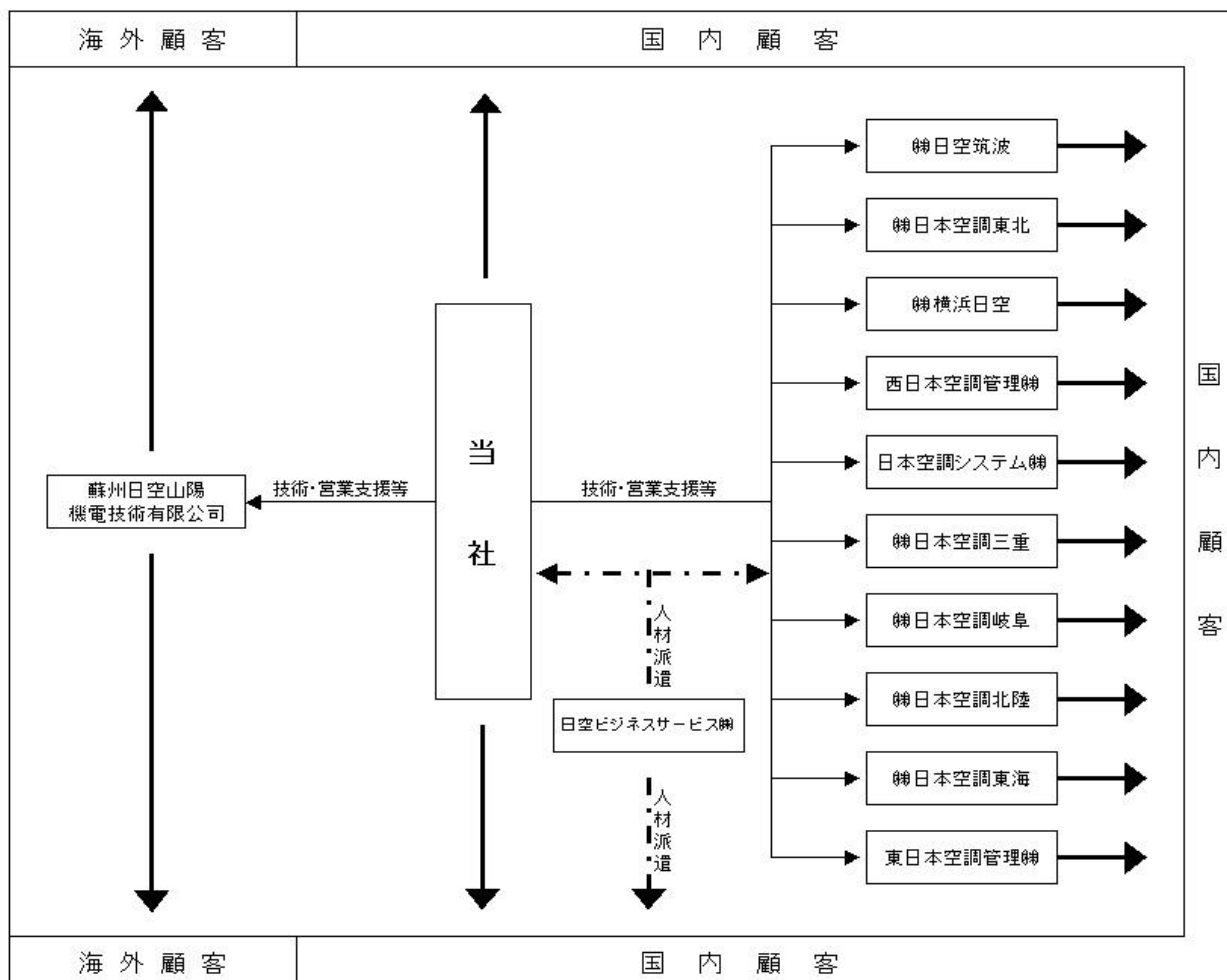 海外顧客
国内顧客
㈱日空筑波
㈱日本空調東北
㈱横浜日空
西日本空調管理㈱
日本空調システム㈱
㈱日本空調三重
㈱日本空調岐阜
㈱日本空調北陸
㈱日本空調東海
東日本空調管理㈱
国内顧客
当社
技術・営業支援等
技術・営業支援等
蘇州日空山陽
機電技術有限公司
人材派遣
日空ビジネスサービス㈱
人材派遣
海外顧客
国内顧客